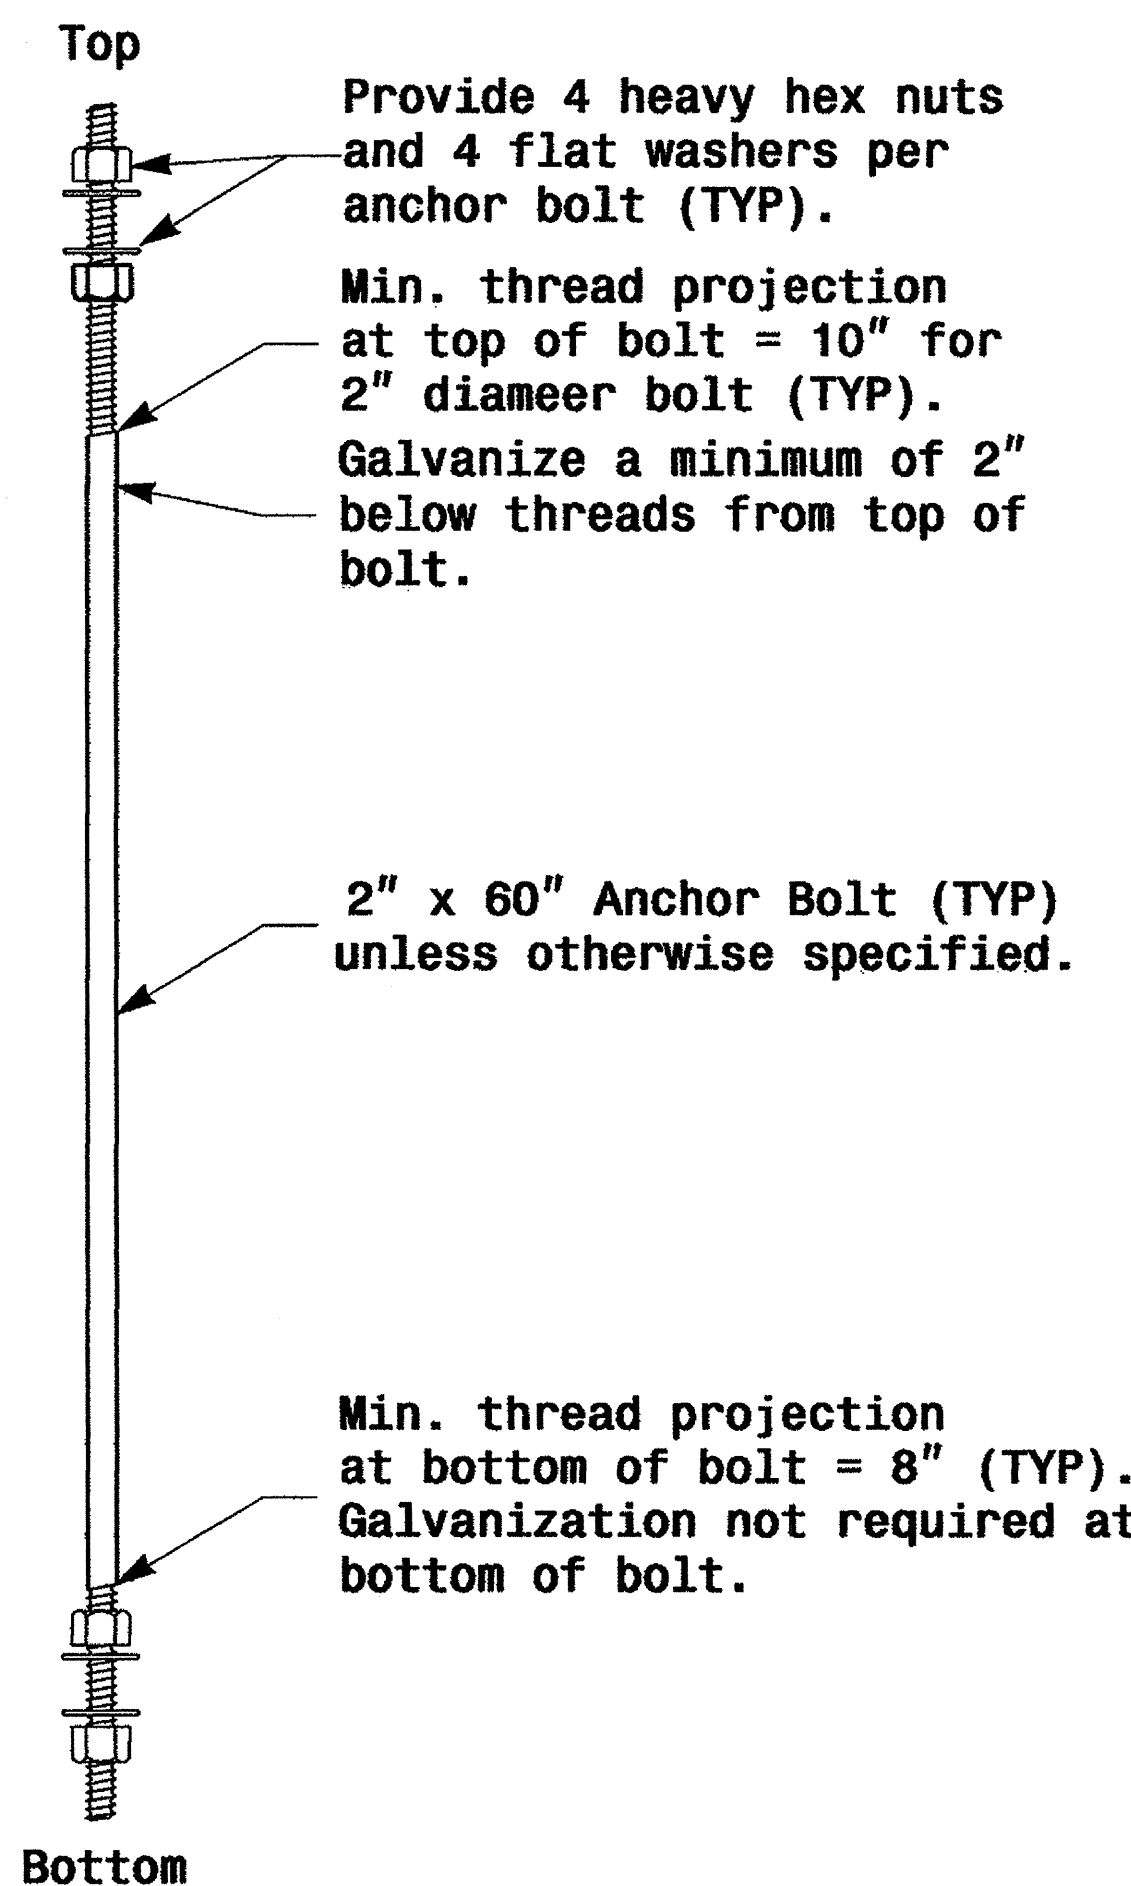 Top
Provide 4 heavy hex nuts
and 4 flat washers per
anchor bolt (TYP).
Min. thread projection
at top of bolt = 10" for
2" diameer bolt (TYP).
Galvanize a minimum of 2"
below threads from top of
bolt.
2" x 60" Anchor Bolt (TYP)
unless otherwise specified.
Min. thread projection
at bottom of bolt = 8" (TYP).
Galvanization not required at
bottom of bolt.
Bottom